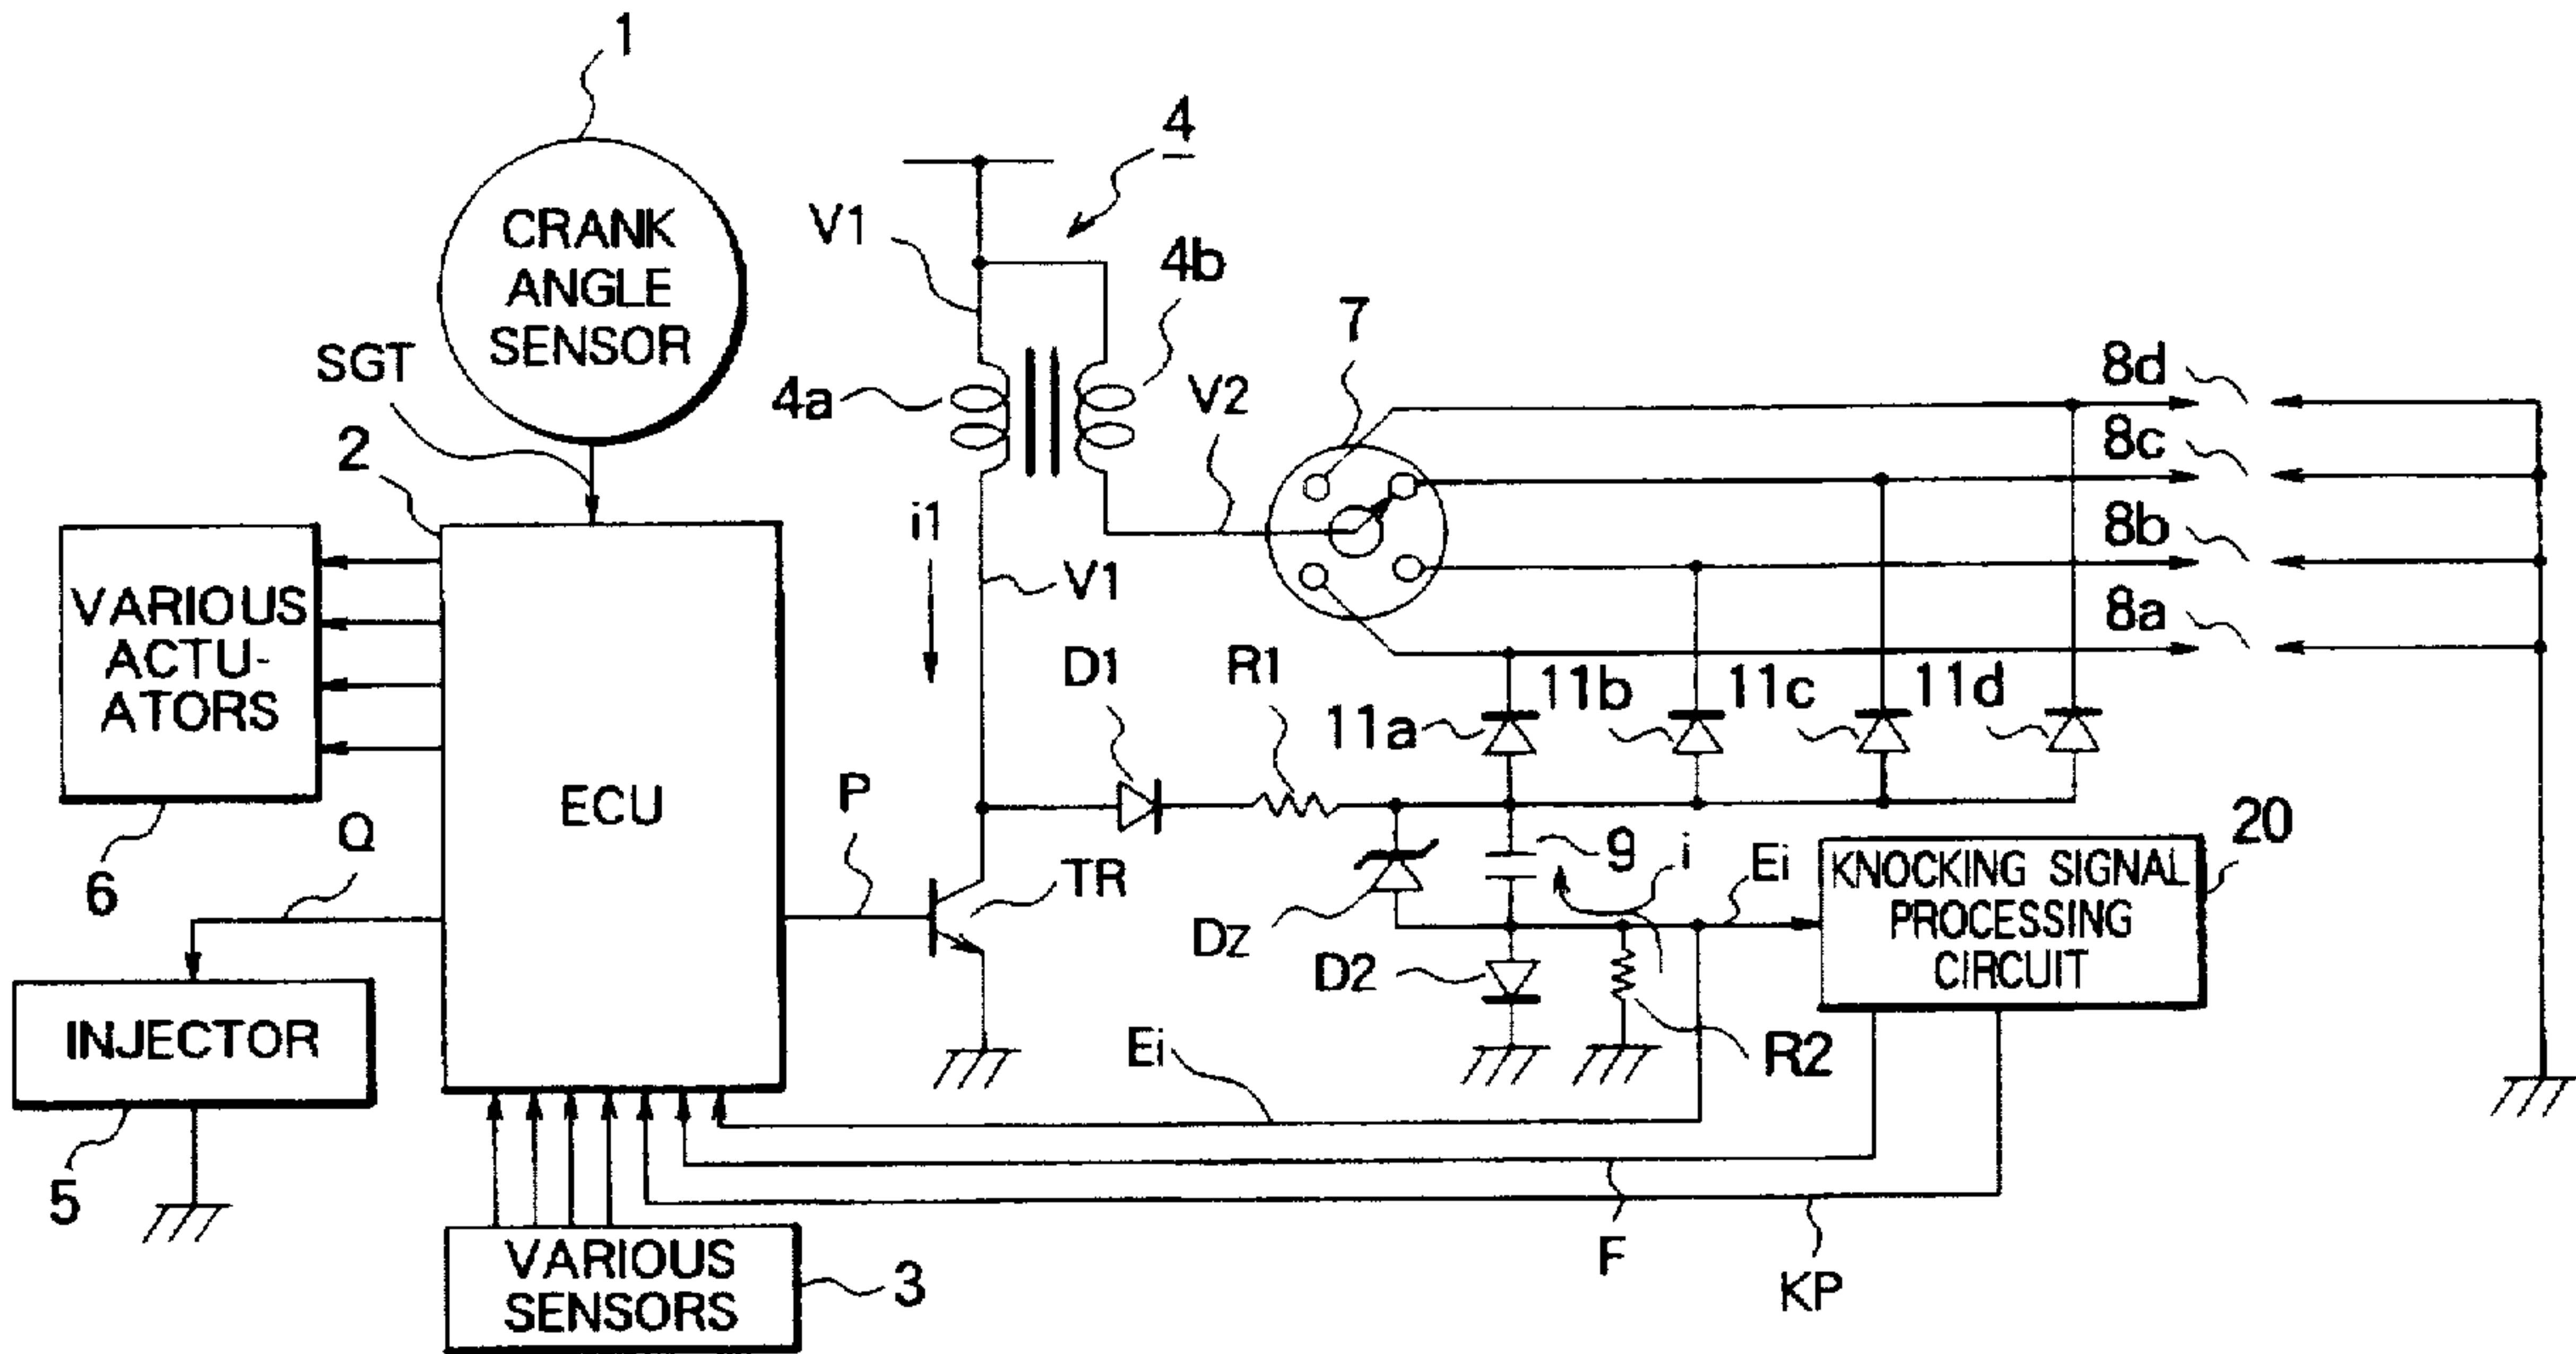 1
4
CRANK
ANGLE
SENSOR
V1
4b
7
SGT
4a
V2
8d
8c
2
i1
8b
V1
8a
VARIOUS
ACTU-
ATORS
D1
R1
11a
11b
11c
11d
ECU
P
Q
6
TR
9
i
Ei
20
KNOCKING SIGNAL
PROCESSING
CIRCUIT
DZ
D2
R2
INJECTOR
Ei
5
F
KP
VARIOUS
SENSORS
3